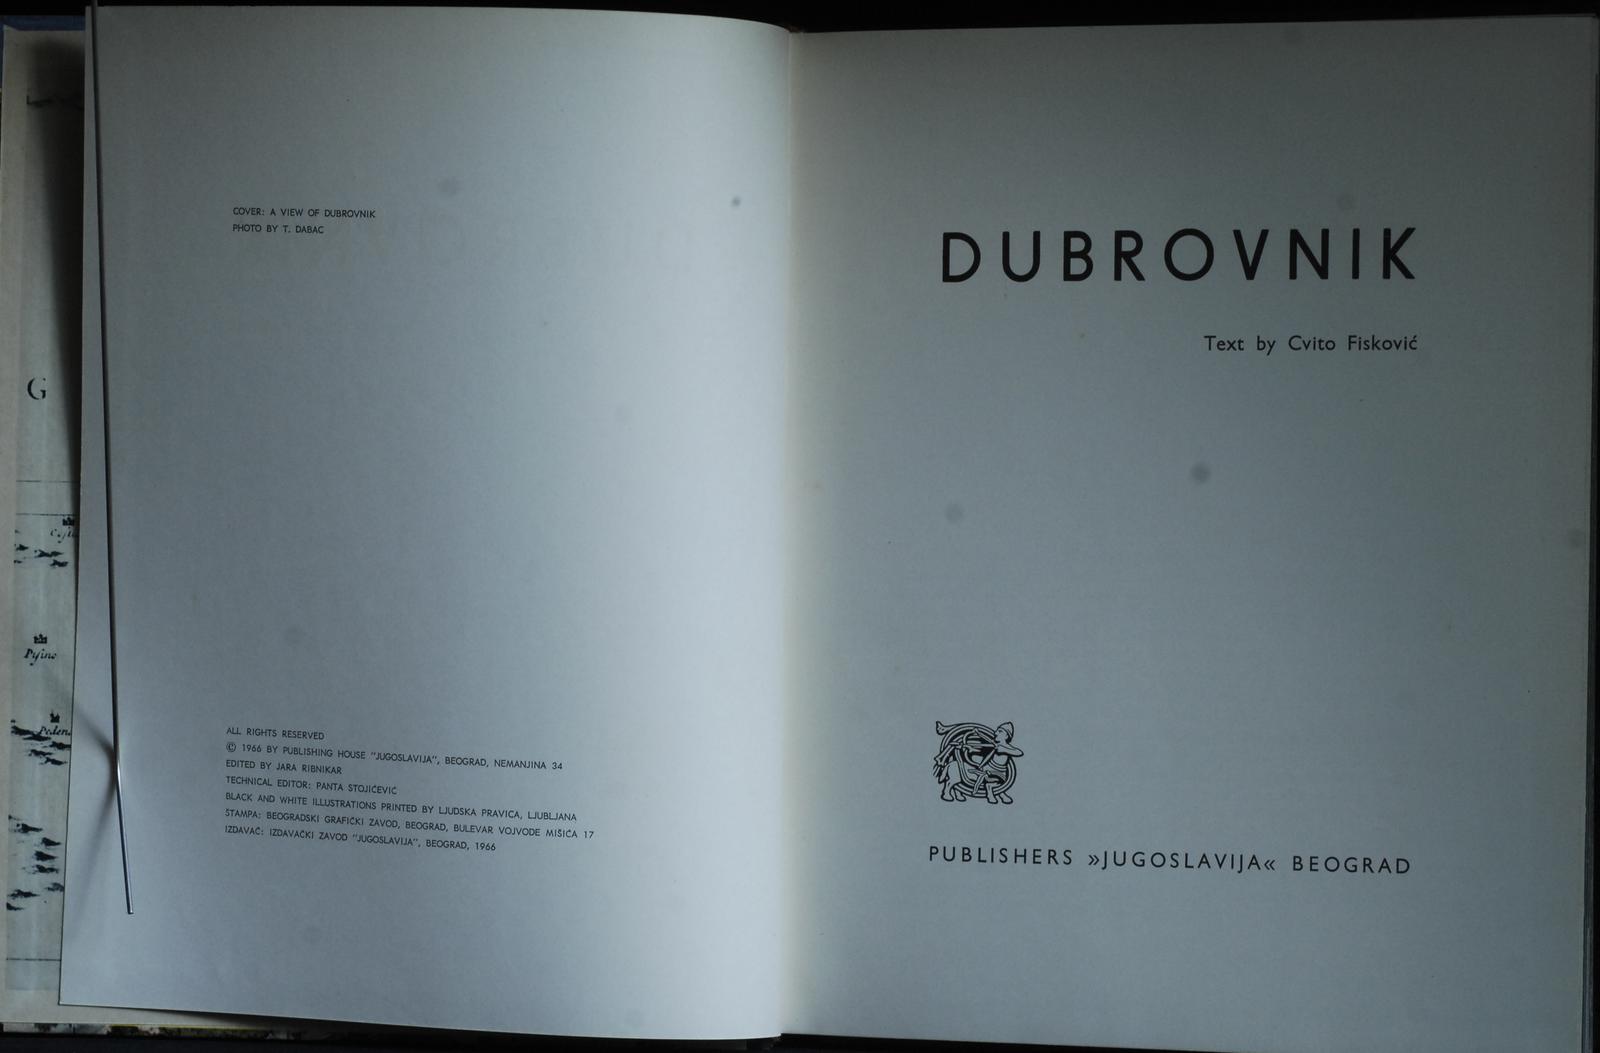 G
Pisino
COVER: A VIEW OF DUBROVNIK
PHOTO BY T. DABAC
ALL RIGHTS RESERVED
© 1966 BY PUBLISHING HOUSE "JUGOSLAVIJA", BEOGRAD, NEMANJINA 34
EDITED BY JARA RIBNIKAR
TECHNICAL EDITOR: PANTA STOJIĆEVIĆ
BLACK AND WHITE ILLUSTRATIONS PRINTED BY LJUDSKA PRAVICA, LJUBLJANA
ŠTAMPA: BEOGRADSKI GRAFIČKI ZAVOD, BEOGRAD, BULEVAR VOJVODE MIŠIĆA 17
IZDAVAČ: IZDAVAČKI ZAVOD "JUGOSLAVIJA", BEOGRAD, 1966
DUBROVNIK
Text by Cvito Fisković
PUBLISHERS »JUGOSLAVIJA« BEOGRAD